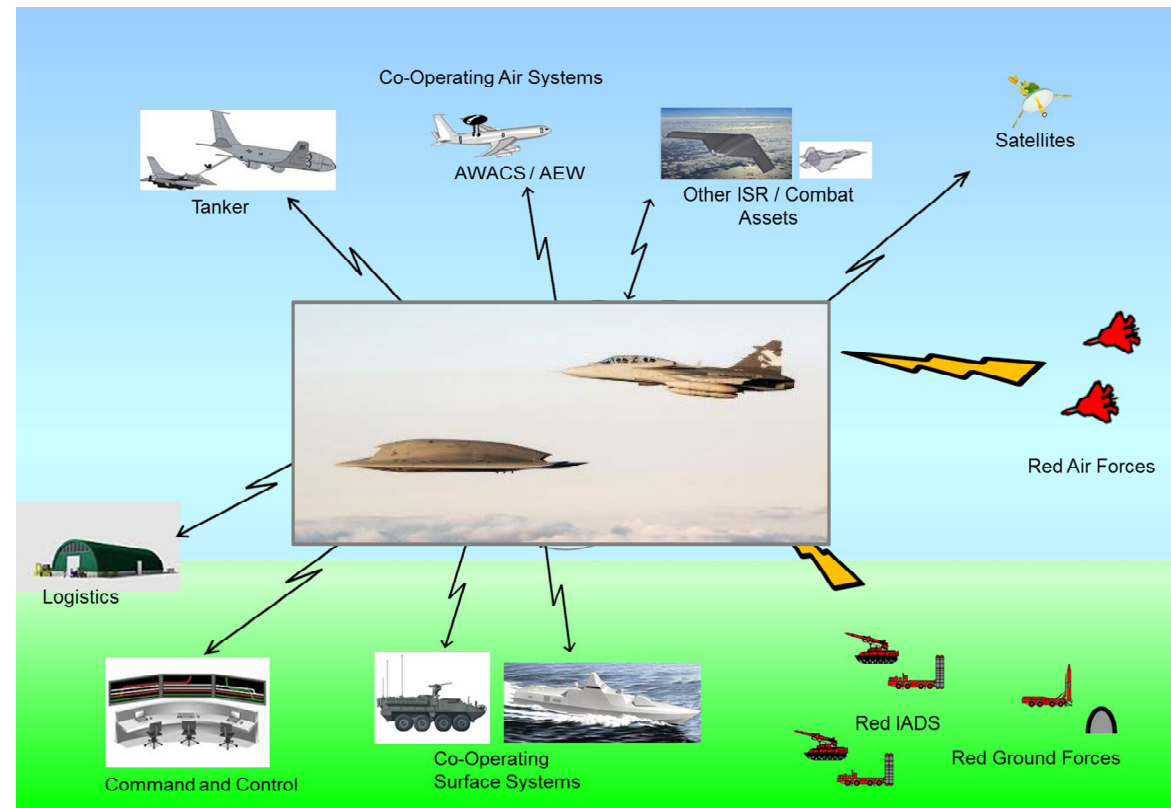 Co-Operating Air Systems
Satellites
AWACS / AEW
Tanker
Other ISR / Combat
Assets
Red Air Forces
Logistics
Red IADS
Command and Control
Co-Operating
Surface Systems
Red Ground Forces